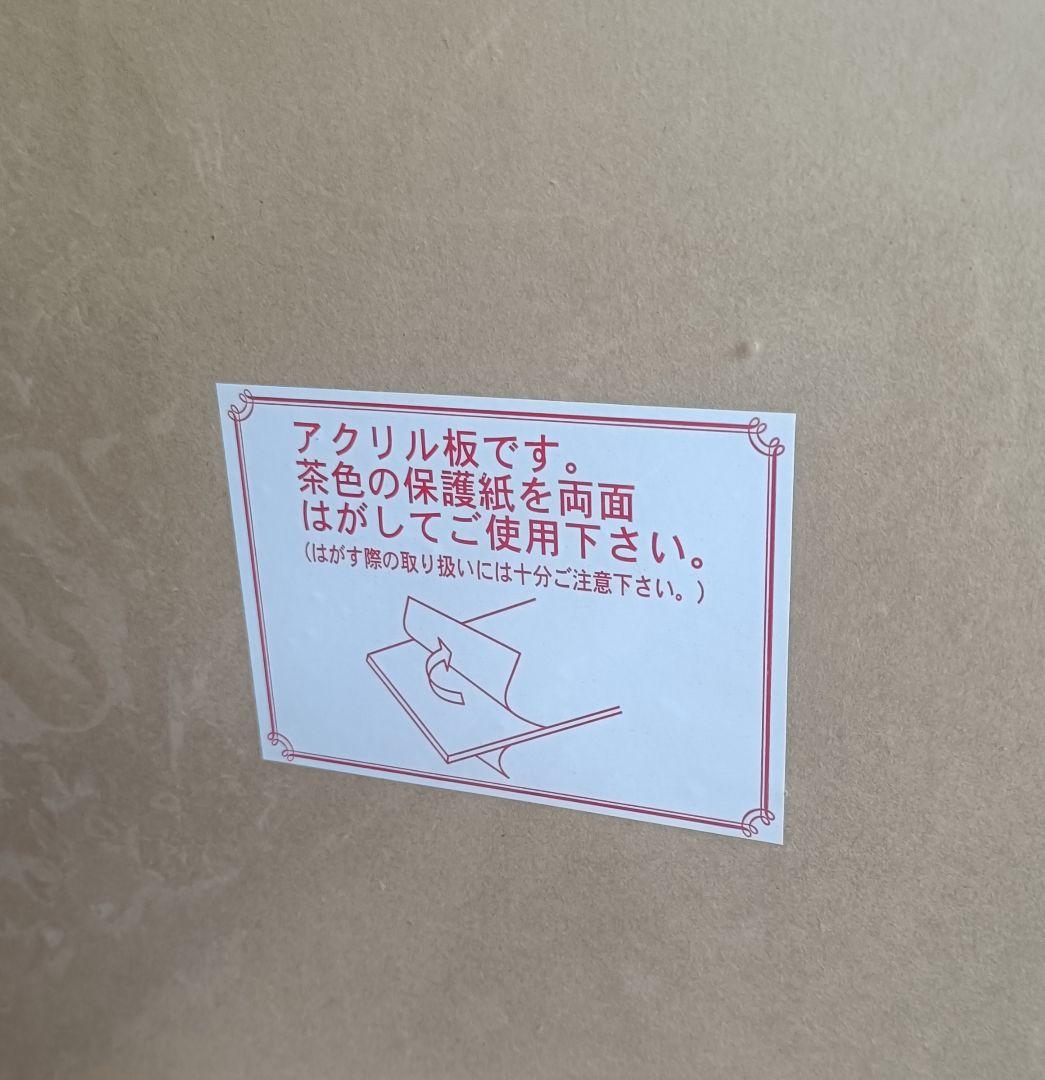 アクリル板です。
茶色の保護紙を両面
はがしてご使用下さい。
（はがす際の取り扱いには十分ご注意下さい。）